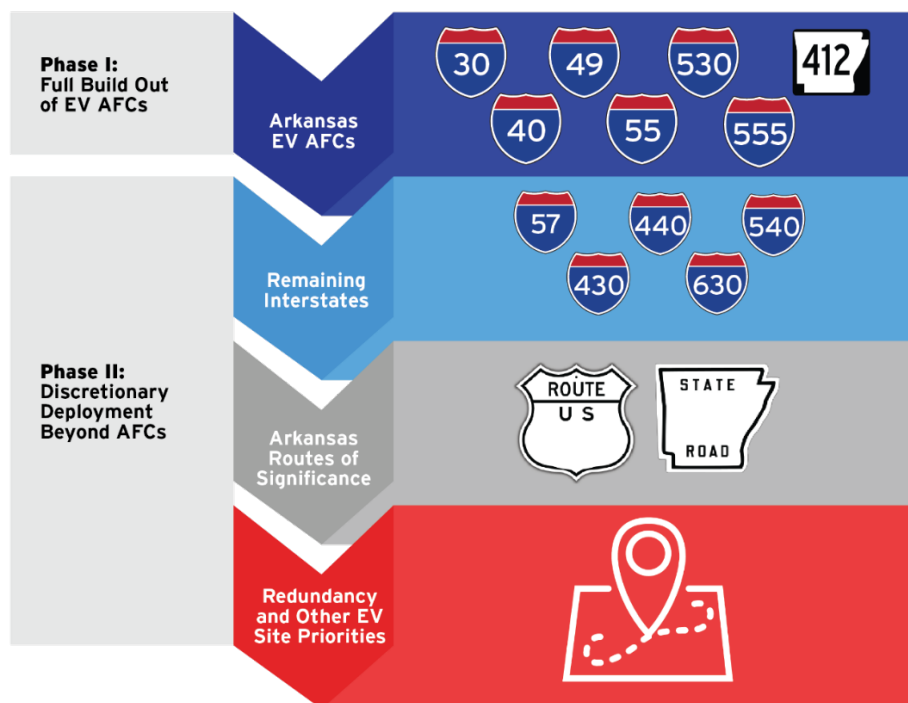 Phase I:
Full Build Out
of EV AFCs
Arkansas
EV AFCs
30
49
530
412
40
55
555
Phase II:
Discretionary
Deployment
Beyond AFCs
Remaining
Interstates
57
440
540
430
630
Arkansas
Routes of
Significance
ROUTE
U S
STATE
ROAD
Redundancy
and Other EV
Site Priorities